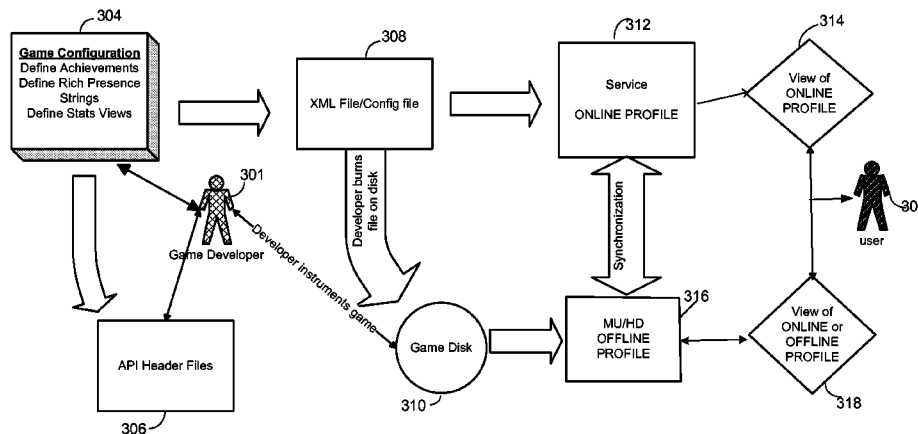 304
Game Configuration
Define Achievements
Define Rich Presence
Strings
Define Stats Views
308
XML File/Config file
312
Service
ONLINE PROFILE
314
View of
ONLINE
PROFILE
301
Game Developer
Developer burns
file on disk
Developer instruments game
Synchronization
30
user
API Header Files
306
Game Disk
310
MU/HD
OFFLINE
PROFILE
316
View of
ONLINE or
OFFLINE
PROFILE
318